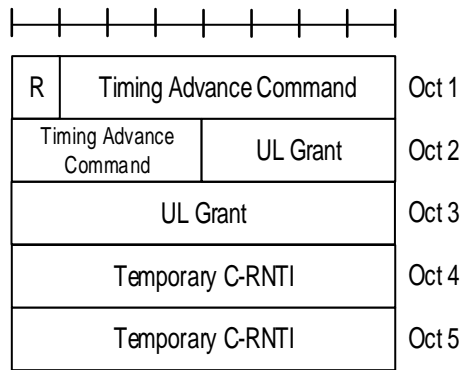 R Timing Advance Command Oct 1
Timing Advance
Command
UL Grant Oct 2
UL Grant Oct 3
Temporary C-RNTI Oct 4
Temporary C-RNTI Oct 5